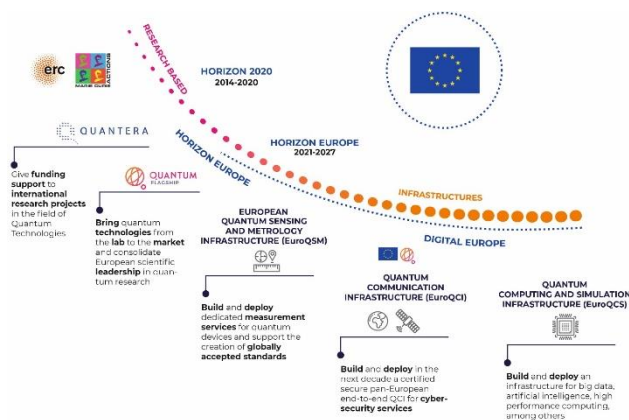 RESEARCH BASED
erc
MARIE CURIE
ACTIONS
HORIZON 2020
2014-2020
QUANTERA
HORIZON EUROPE
HORIZON EUROPE
2021-2027
Give funding
support to
international
research projects
in the field of
Quantum
Technologies
QUANTUM
FLAGSHIP
Bring quantum
technologies from
the lab to the market
and consolidate
European scientific
leadership in quan-
tum research
INFRASTRUCTURES
DIGITAL EUROPE
EUROPEAN
QUANTUM SENSING
AND METROLOGY
INFRASTRUCTURE (EuroQSM)
Build and deploy
dedicated measurement
services for quantum
devices and support the
creation of globally
accepted standards
QUANTUM
COMMUNICATION
INFRASTRUCTURE (EuroQCI)
Build and deploy in the
next decade a certified
secure pan-European
end-to-end QCI for cyber-
security services
QUANTUM
COMPUTING AND SIMULATION
INFRASTRUCTURE (EuroQCS)
Build and deploy an
infrastructure for big data,
artificial intelligence, high
performance computing,
among others